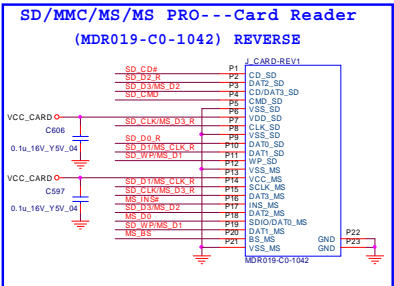 SD/MMC/MS/MS PRO---Card Reader
(MDR019-C0-1042) REVERSE
J_CARD-REV1
SD_CD# P1 CD_SD
SD_D2_R P2 DAT2_SD
SD_D3/MS_D2 P3 CD/DAT3_SD
SD_CMD P4 CMD_SD
P5 VSS_SD
VCC_CARD P6 VDD_SD
SD_CLK/MS_D3_R P7 CLK_SD
P8 VSS_SD
SD_D0_R P9 DAT0_SD
SD_D1/MS_CLK_R P10 DAT1_SD
SD_WP/MS_D1 P11 WP_SD
P12 VSS_MS
C606
0.1u_16V_Y5V_04
VCC_CARD P13 VCC_MS
SD_D1/MS_CLK_R P14 SCLK_MS
SD_CLK/MS_D3_R P15 DAT3_MS
MS_INS# P16 INS_MS
SD_D3/MS_D2 P17 DAT2_MS
MS_D0 P18 SDIO/DAT0_MS
SD_WP/MS_D1 P19 DAT1_MS
MS_BS P20 BS_MS GND P22
P21 VSS_MS GND P23
C597
0.1u_16V_Y5V_04
MDR019-C0-1042